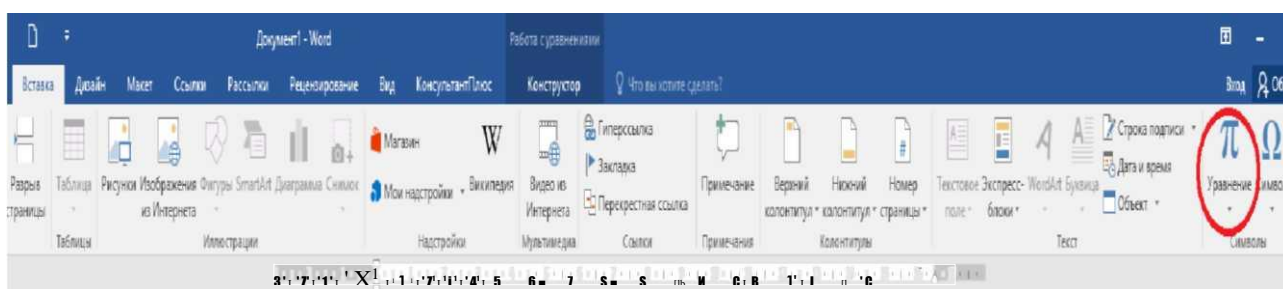 Документ1 - Word
Работа с уравнениями
Вставка Дизайн Макет Ссылки Рассылки Рецензирование Вид КонсультантПлюс Конструктор Что вы хотите сделать? Вход Об
Разрыв страницы
Таблица
Рисунки Изображения из Интернета Фигуры SmartArt Диаграмма Снимок
Магазин
Мои надстройки
Википедия
Видео из Интернета
Гиперссылка
Закладка
Перекрестная ссылка
Примечание
Верхний колонтитул Нижний колонтитул Номер страницы
Текстовое поле Экспресс-блоки WordArt Буквица
Строка подписи
Дата и время
Объект
Уравнение
Таблицы Иллюстрации Надстройки Мультимедиа Ссылки Примечания Колонтитулы Текст Символы